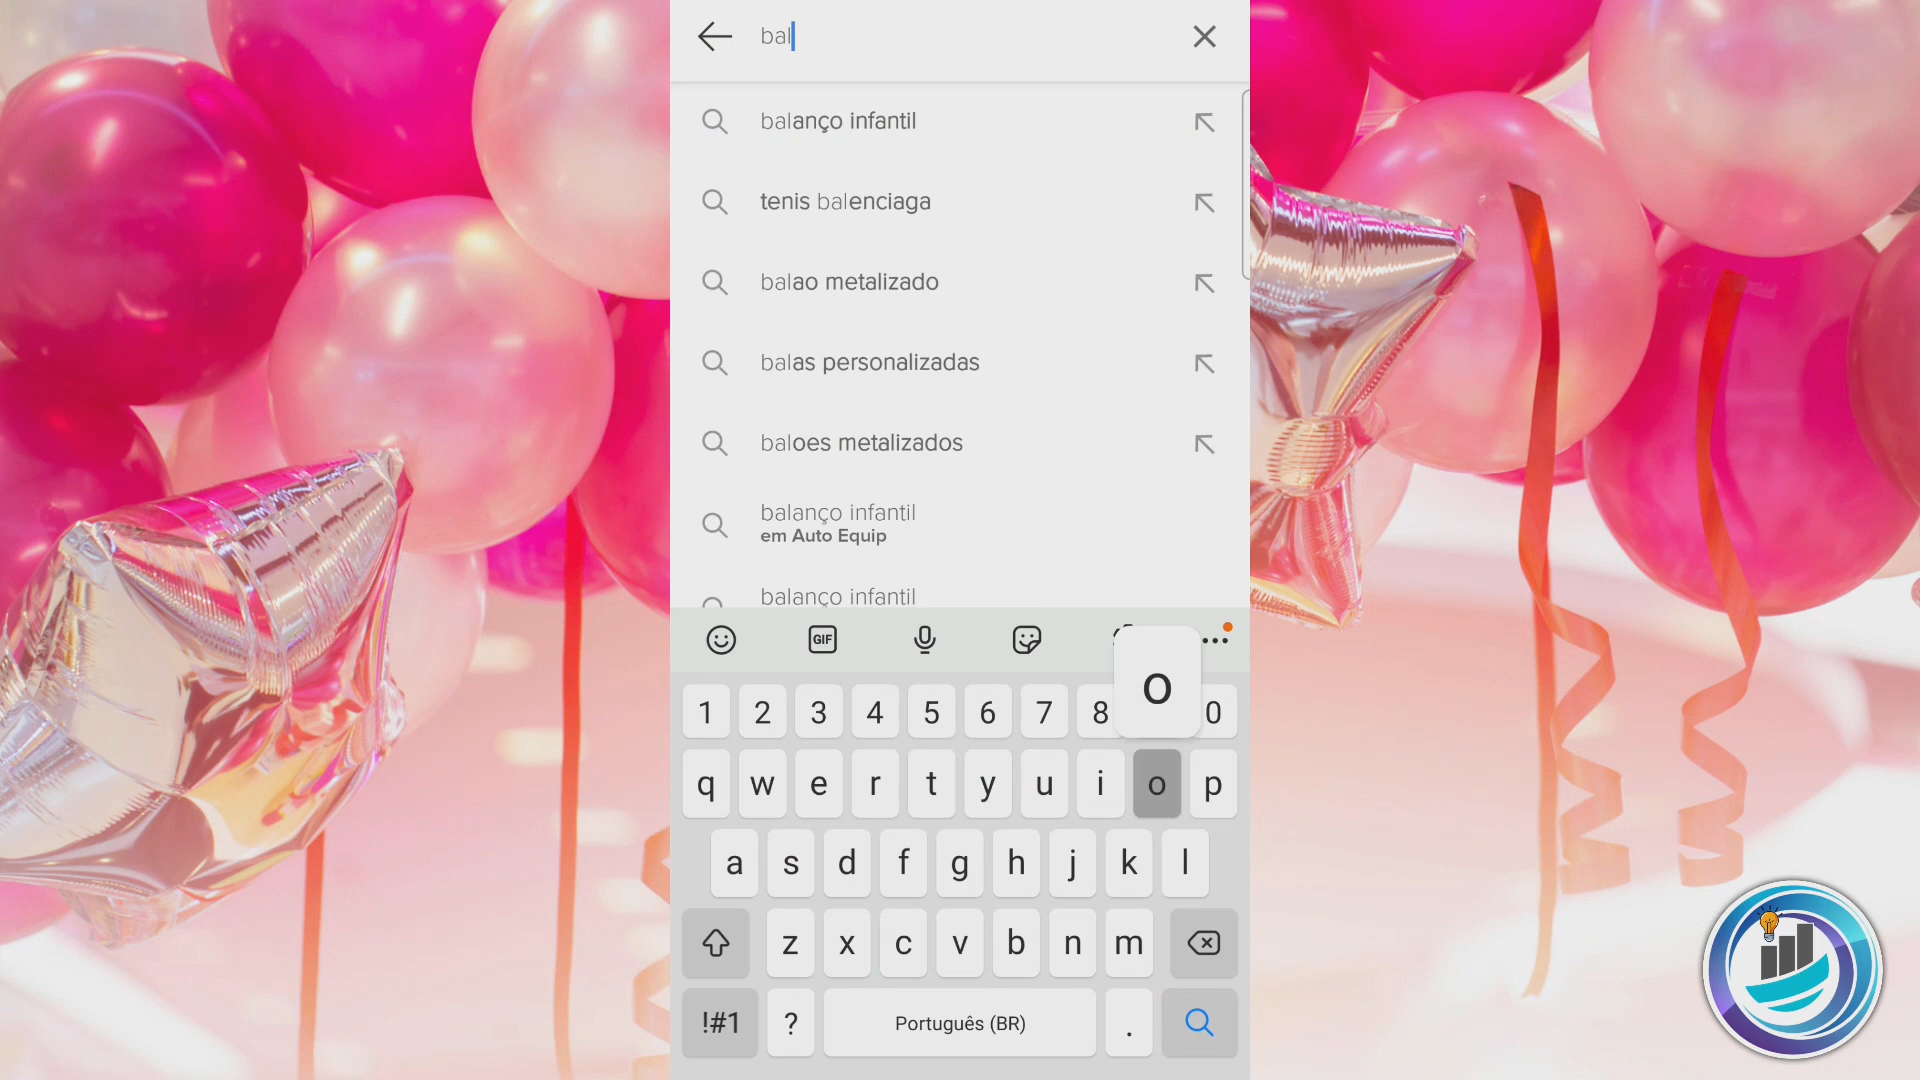 bal
balanço infantil
tenis balenciaga
balao metalizado
balas personalizadas
baloes metalizados
balanço infantil
em Auto Equip
balanço infantil
GIF
o
1 2 3 4 5 6 7 8 0
q w e r t y u i o p
a s d f g h j k l
z x c v b n m
!#1 ? Português (BR) .